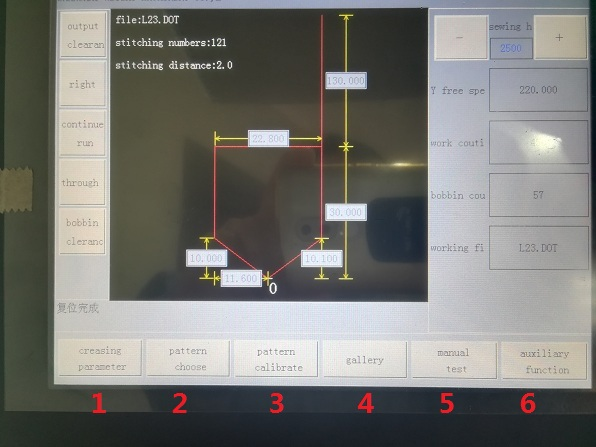 output
clearan
right
continue
run
through
bobbin
cleranc
file:L23.DOT
stitching numbers:121
stitching distance:2.0
130.000
22.800
30.000
10.000
11.600
10.100
0
sewing h
-
2500
+
Y free spe
220.000
work couti
bobbin cou
57
working fi
L23.DOT
复位完成
creasing
parameter
pattern
choose
pattern
calibrate
gallery
manual
test
auxiliary
function
1 2 3 4 5 6